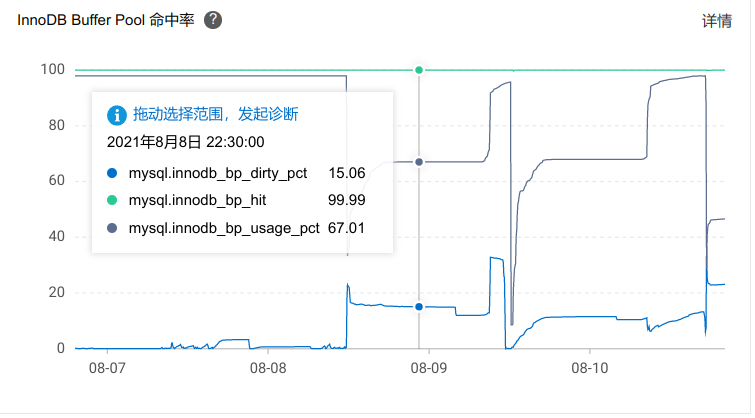 InnoDB Buffer Pool 命中率 ?
详情
100
80
60
40
20
0
拖动选择范围，发起诊断
2021年8月8日 22:30:00
mysql.innodb_bp_dirty_pct 15.06
mysql.innodb_bp_hit 99.99
mysql.innodb_bp_usage_pct 67.01
08-07 08-08 08-09 08-10